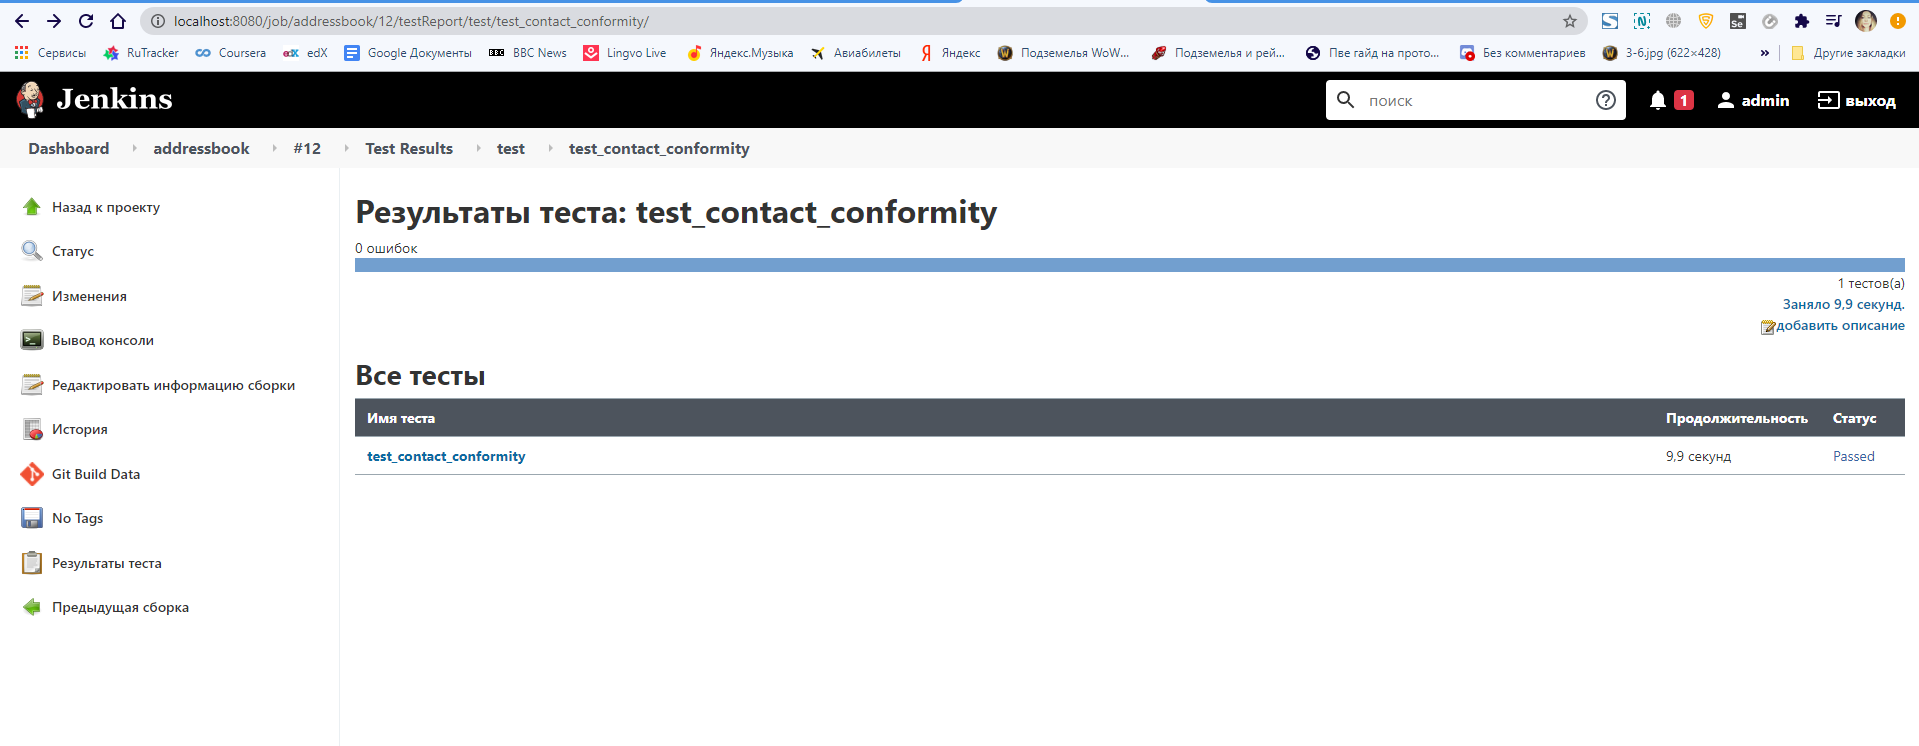 localhost:8080/job/addressbook/12/testReport/test/test_contact_conformity/
Сервисы RuTracker Coursera edX Google Документы BBC BBC News Lingvo Live Яндекс.Музыка Авиабилеты Яндекс Подземелья WoW... Подземелья и рей... Пве гайд на прото... Без комментариев 3-6.jpg (622×428) » Другие закладки
Jenkins поиск 1 admin выход
Dashboard addressbook #12 Test Results test test_contact_conformity
Назад к проекту
Статус
Изменения
Вывод консоли
Редактировать информацию сборки
История
Git Build Data
No Tags
Результаты теста
Предыдущая сборка
Результаты теста: test_contact_conformity
0 ошибок
1 тестов(а)
Заняло 9,9 секунд.
добавить описание
Все тесты
Имя теста Продолжительность Статус
test_contact_conformity 9,9 секунд Passed